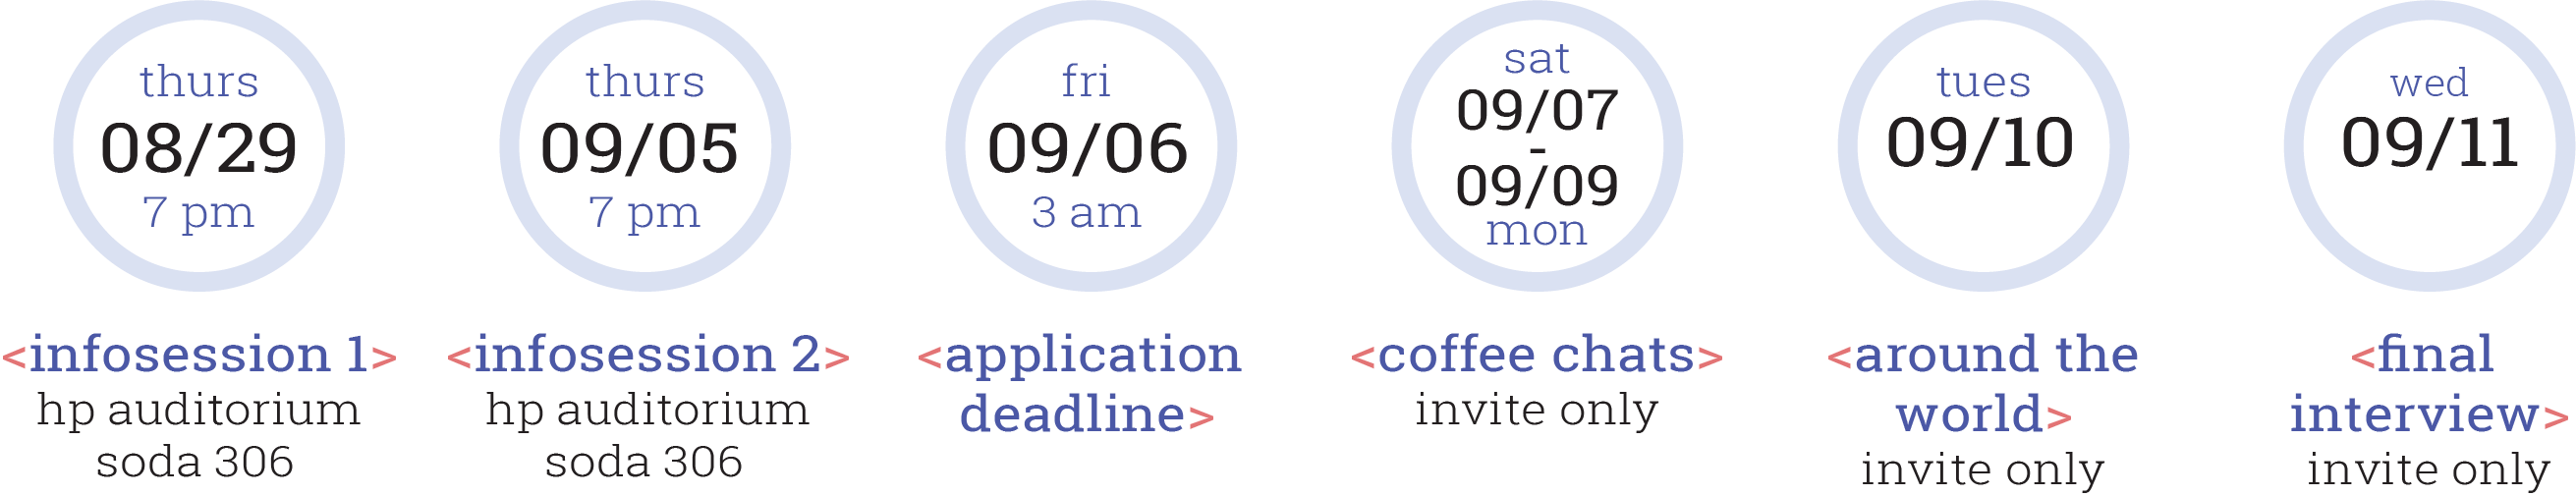 thurs
08/29
7 pm
<infosession 1>
hp auditorium
soda 306
thurs
09/05
7 pm
<infosession 2>
hp auditorium
soda 306
fri
09/06
3 am
<application
deadline>
sat
09/07
-
09/09
mon
<coffee chats>
invite only
tues
09/10
<around the
world>
invite only
wed
09/11
<final
interview>
invite only